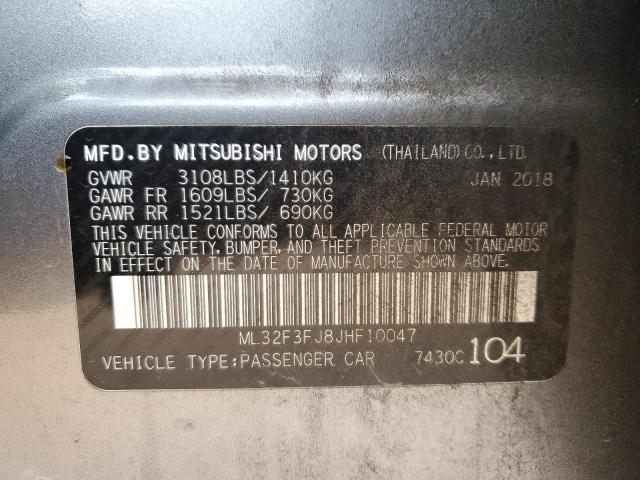 MFD.BY MITSUBISHI MOTORS (THAILAND) CO., LTD.
GVWR 3108LBS/1410KG JAN 2018
GAWR FR 1609LBS/ 730KG
GAWR RR 1521LBS/ 690KG
THIS VEHICLE CONFORMS TO ALL APPLICABLE FEDERAL MOTOR
VEHICLE SAFETY, BUMPER, AND THEFT PREVENTION STANDARDS
IN EFFECT ON THE DATE OF MANUFACTURE SHOWN ABOVE.
ML32F3FJ8JHF10047
VEHICLE TYPE:PASSENGER CAR 7430C 104